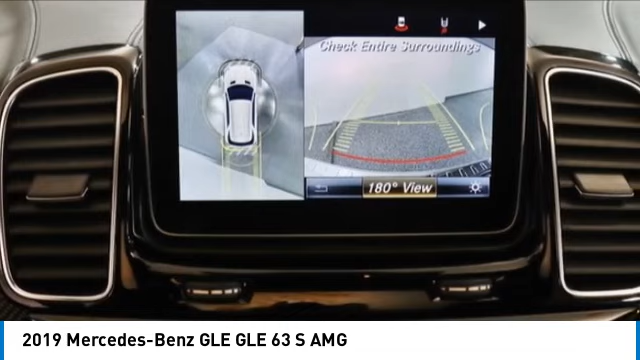 Check Entire Surroundings
180° View
2019 Mercedes-Benz GLE GLE 63 S AMG